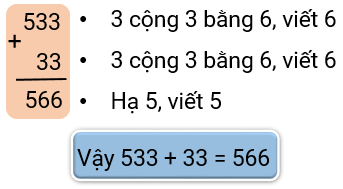 533
+
33
566
• 3 cộng 3 bằng 6, viết 6
• 3 cộng 3 bằng 6, viết 6
• Hạ 5, viết 5
Vậy 533 + 33 = 566